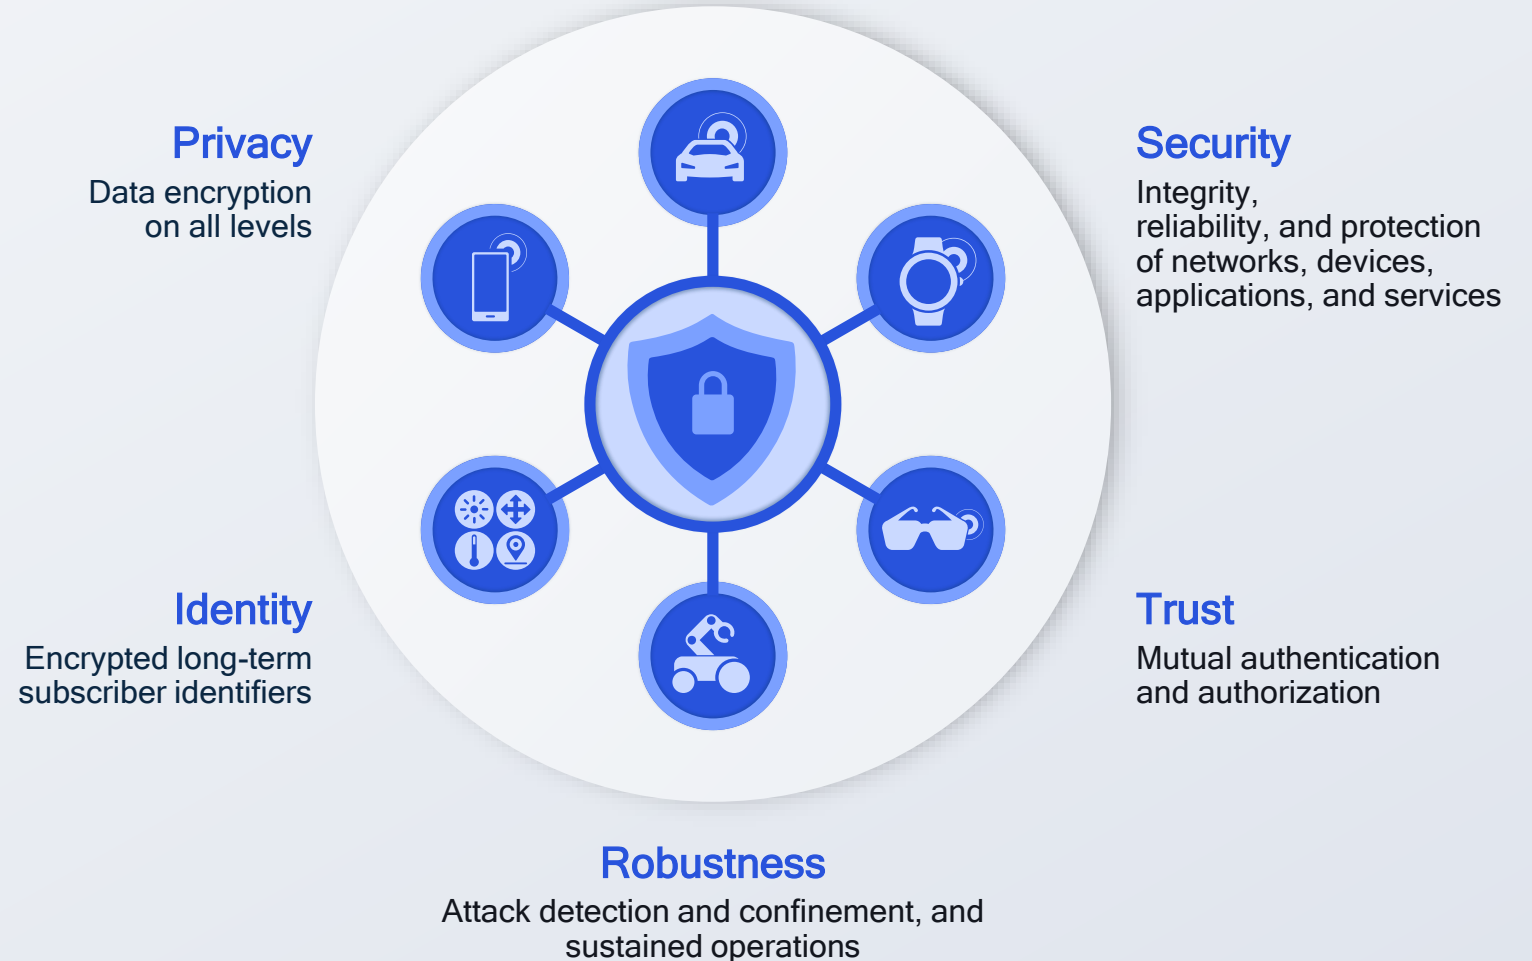 Privacy
Data encryption
on all levels
Security
Integrity,
reliability, and protection
of networks, devices,
applications, and services
Identity
Encrypted long-term
subscriber identifiers
Trust
Mutual authentication
and authorization
Robustness
Attack detection and confinement, and
sustained operations